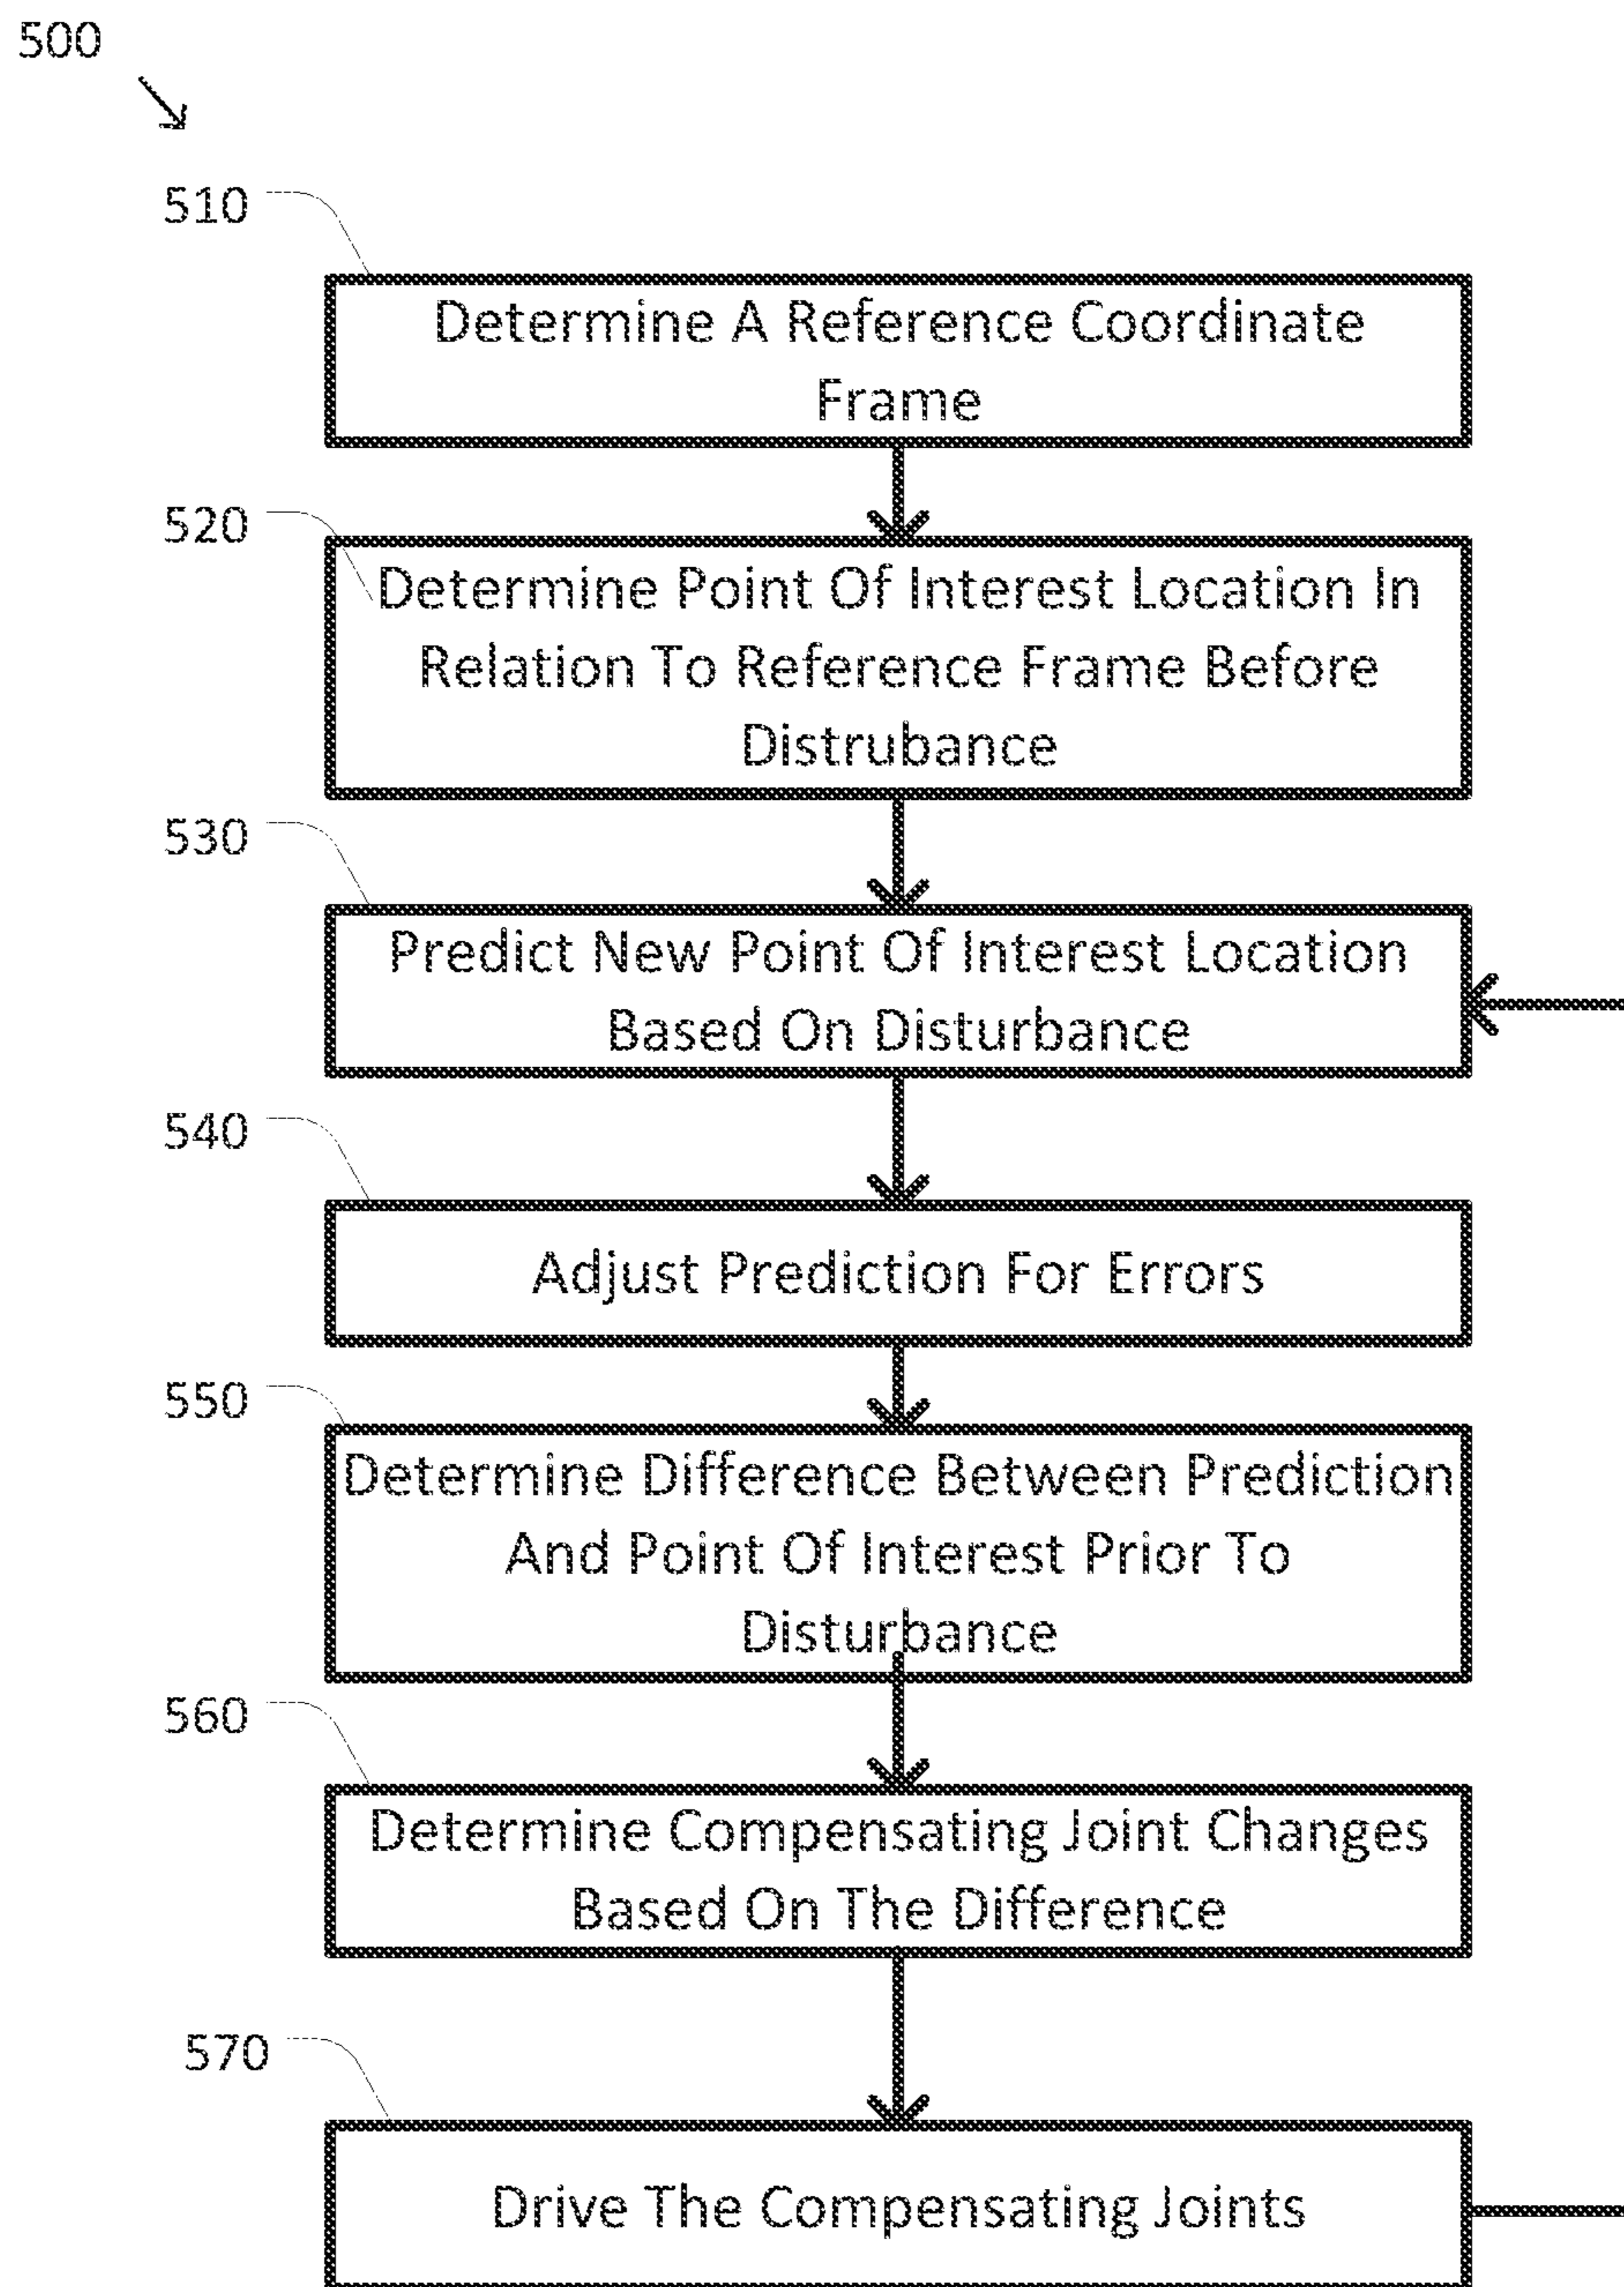 500
510
Determine A Reference Coordinate
Frame
520
Determine Point Of Interest Location In
Relation To Reference Frame Before
Distrubance
530
Predict New Point Of Interest Location
Based On Disturbance
540
Adjust Prediction For Errors
550
Determine Difference Between Prediction
And Point Of Interest Prior To
Disturbance
560
Determine Compensating Joint Changes
Based On The Difference
570
Drive The Compensating Joints